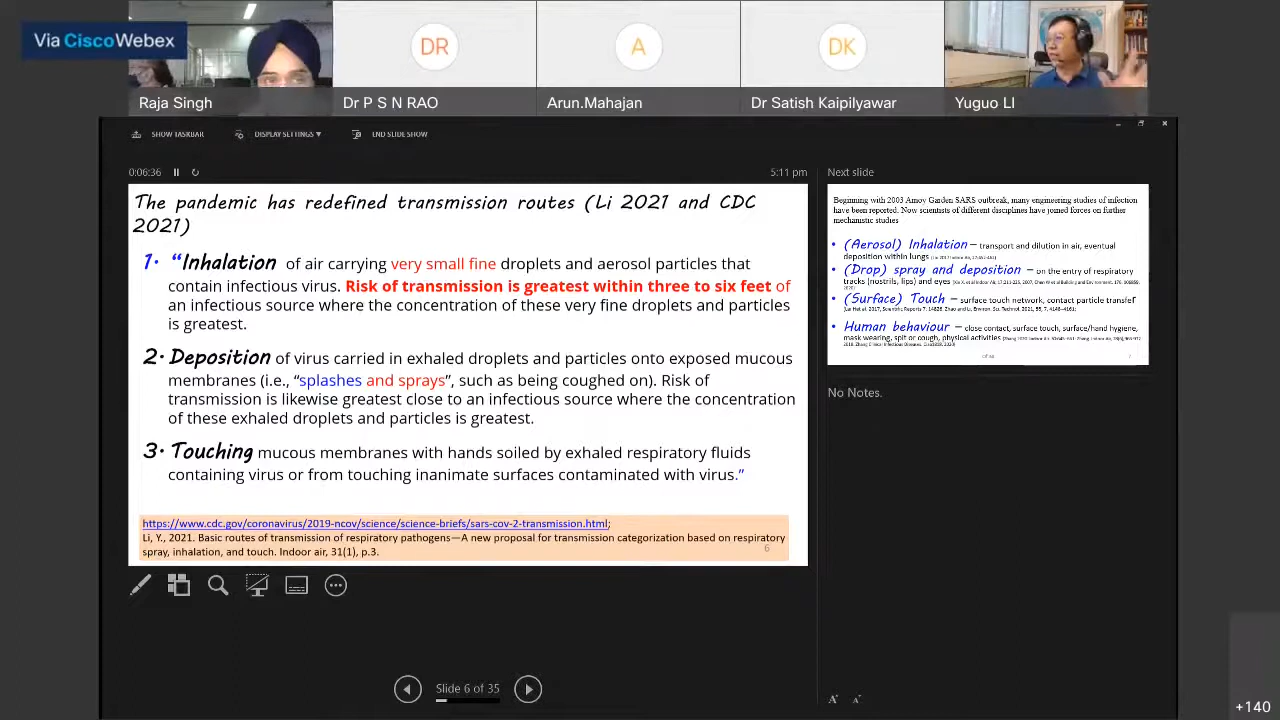 Via CiscoWebex
DR
A
DK
Raja Singh
Dr P S N RAO
Arun.Mahajan
Dr Satish Kaipilyawar
Yuguo LI
SHOW TASKBAR
DISPLAY SETTINGS ▼
END SLIDE SHOW
0:06:36
5:11 pm
The pandemic has redefined transmission routes (Li 2021 and CDC
2021)
1. “Inhalation of air carrying very small fine droplets and aerosol particles that
contain infectious virus. Risk of transmission is greatest within three to six feet of
an infectious source where the concentration of these very fine droplets and particles
is greatest.
2. Deposition of virus carried in exhaled droplets and particles onto exposed mucous
membranes (i.e., “splashes and sprays”, such as being coughed on). Risk of
transmission is likewise greatest close to an infectious source where the concentration
of these exhaled droplets and particles is greatest.
3. Touching mucous membranes with hands soiled by exhaled respiratory fluids
containing virus or from touching inanimate surfaces contaminated with virus.”
https://www.cdc.gov/coronavirus/2019-ncov/science/science-briefs/sars-cov-2-transmission.html;
Li, Y., 2021. Basic routes of transmission of respiratory pathogens—A new proposal for transmission categorization based on respiratory
spray, inhalation, and touch. Indoor air, 31(1), p.3.
6
Next slide
Beginning with 2003 Amoy Garden SARS outbreak, many engineering studies of infection
have been reported. Now scientists of different disciplines have joined forces on further
mechanistic studies
• (Aerosol) Inhalation – transport and dilution in air, eventual
deposition within lungs
• (Drop) spray and deposition – on the entry of respiratory
tracks (nostrils, lips) and eyes
• (Surface) Touch – surface touch network, contact particle transfer
• Human behaviour – close contact, surface touch, surface/hand hygiene,
mask wearing, spit or cough, physical activities
7
No Notes.
Slide 6 of 35
A A
+140